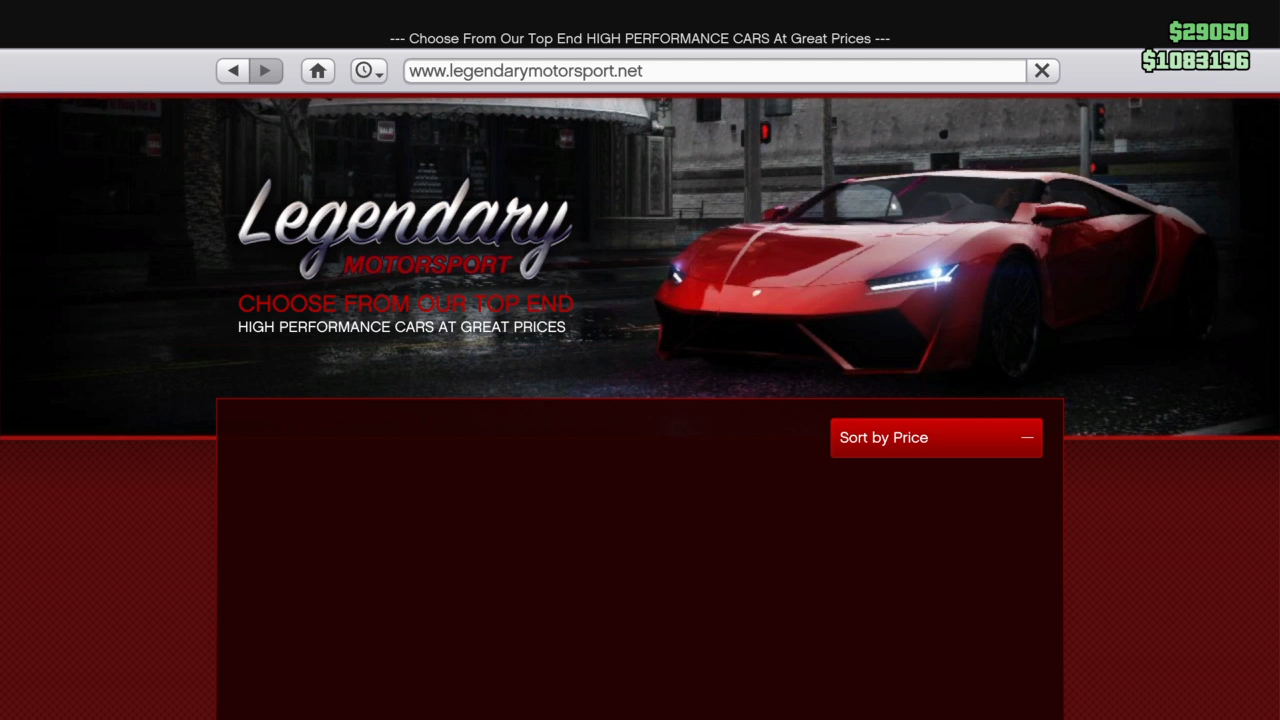 --- Choose From Our Top End HIGH PERFORMANCE CARS At Great Prices ---
$29050
$1083196
www.legendarymotorsport.net
Legendary
MOTORSPORT
CHOOSE FROM OUR TOP END
HIGH PERFORMANCE CARS AT GREAT PRICES
Sort by Price